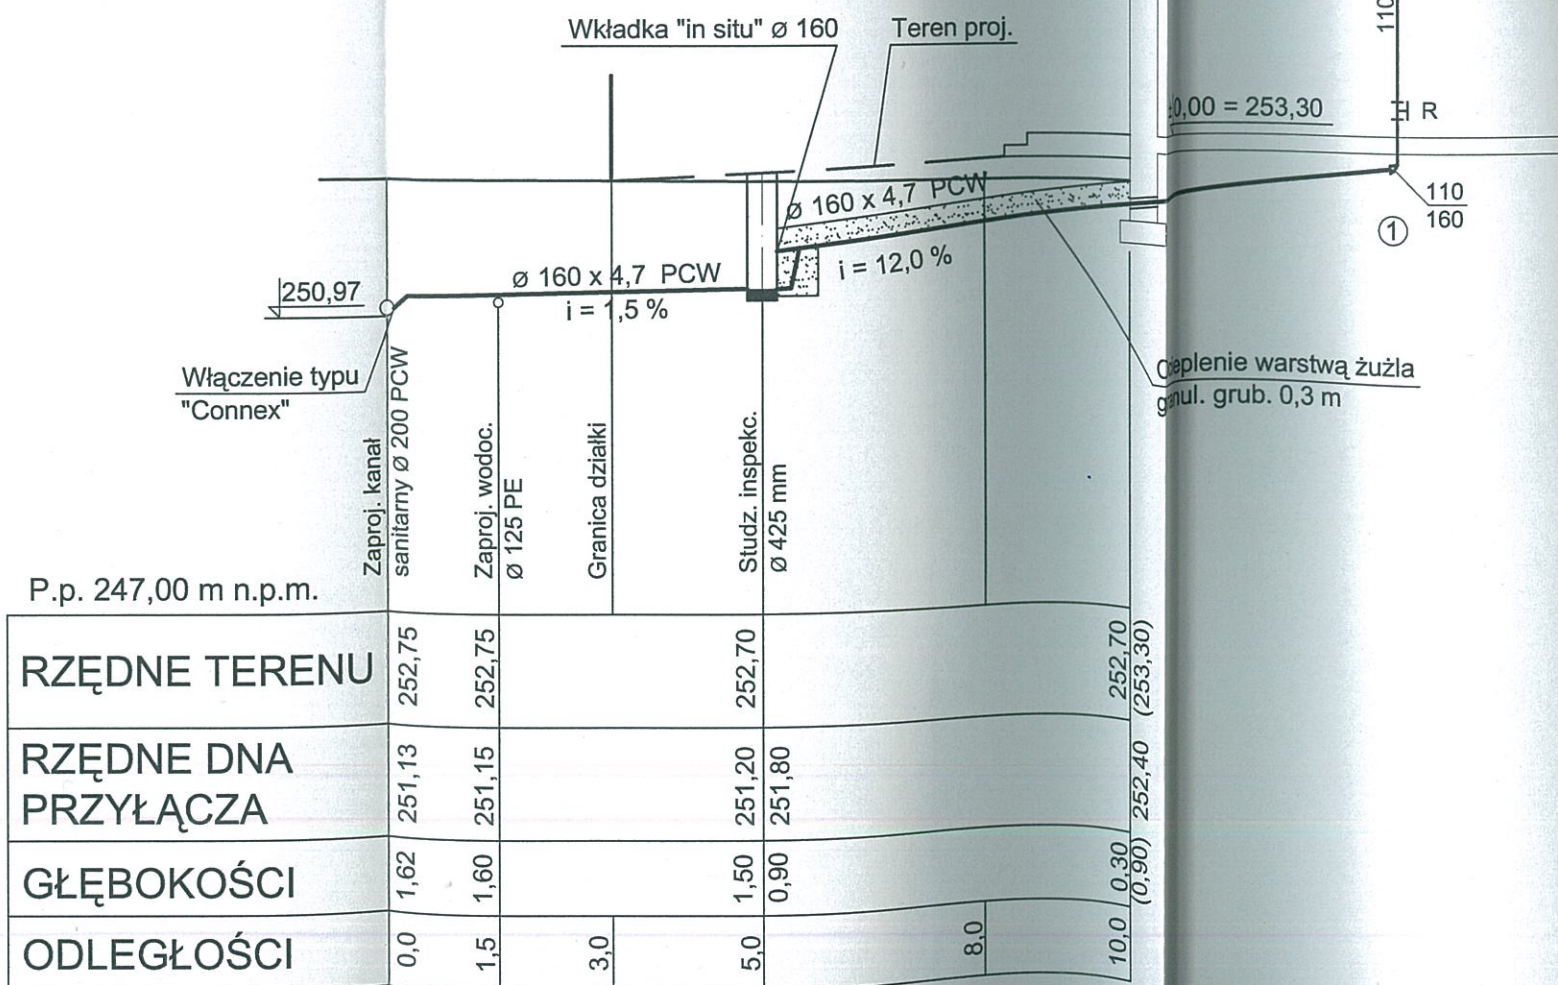 Wkładka "in situ" ø 160
Teren proj.
110
0,00 = 253,30
R
ø 160 x 4,7 PCW
110
160
1
i = 12,0 %
ø 160 x 4,7 PCW
250,97
i = 1,5 %
Włączenie typu
"Connex"
Ocieplenie warstwą żużla
granul. grub. 0,3 m
Zaproj. kanał
sanitarny ø 200 PCW
Zaproj. wodoc.
ø 125 PE
Granica działki
Studz. inspekc.
ø 425 mm
P.p. 247,00 m n.p.m.
RZĘDNE TERENU 252,75 252,75 252,70 252,70 (253,30)
RZĘDNE DNA
PRZYŁĄCZA 251,13 251,15 251,20 251,80 252,40
GŁĘBOKOŚCI 1,62 1,60 1,50 0,90 0,30 (0,90)
ODLEGŁOŚCI 0,0 1,5 3,0 5,0 8,0 10,0